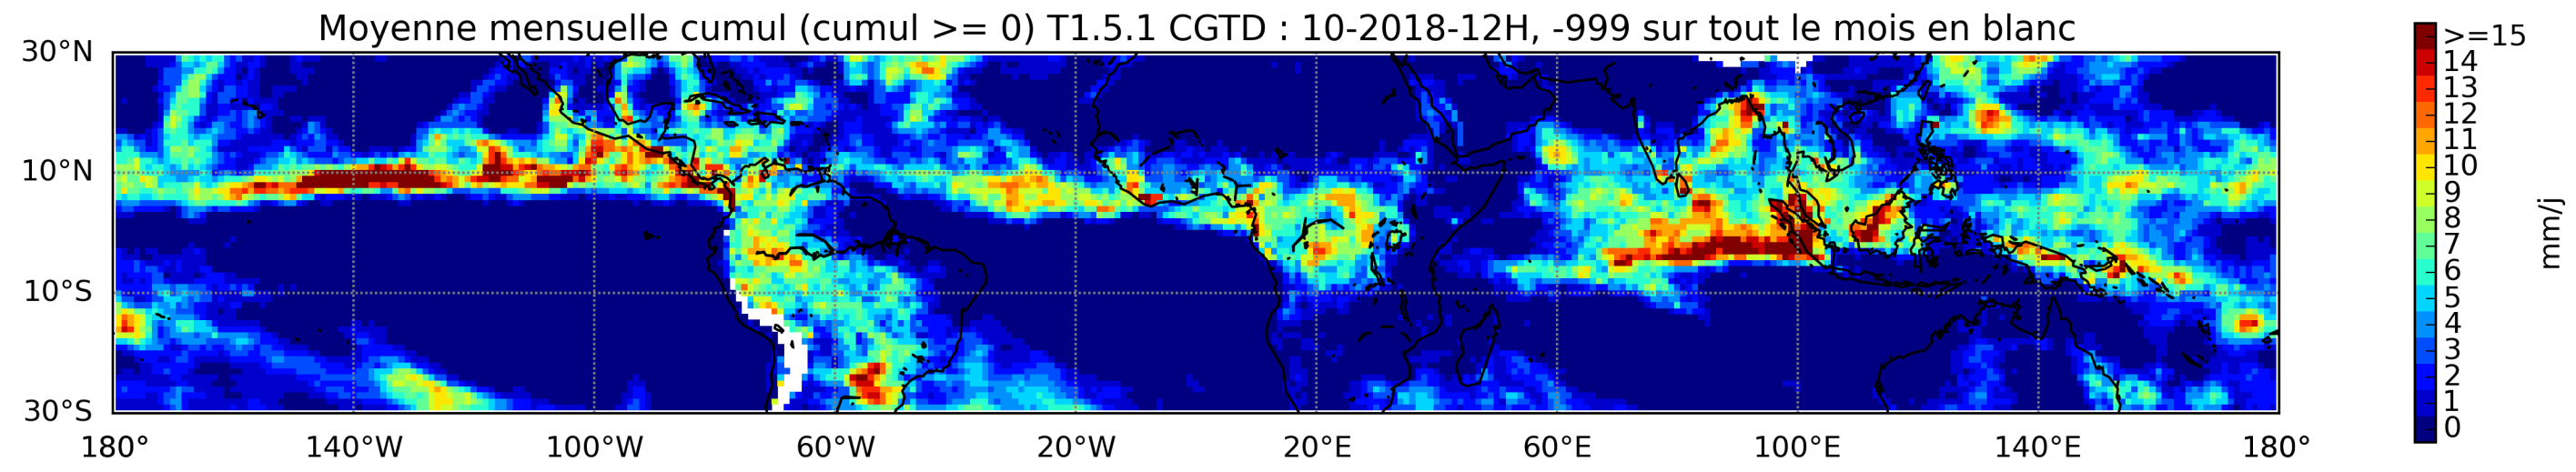 Moyenne mensuelle cumul (cumul >= 0) T1.5.1 CGTD : 10-2018-12H, -999 sur tout le mois en blanc
30°N
10°N
10°S
30°S
180° 140°W 100°W 60°W 20°W 20°E 60°E 100°E 140°E 180°
>=15
14
13
12
11
10
9
8
7
6
5
4
3
2
1
0
mm/j